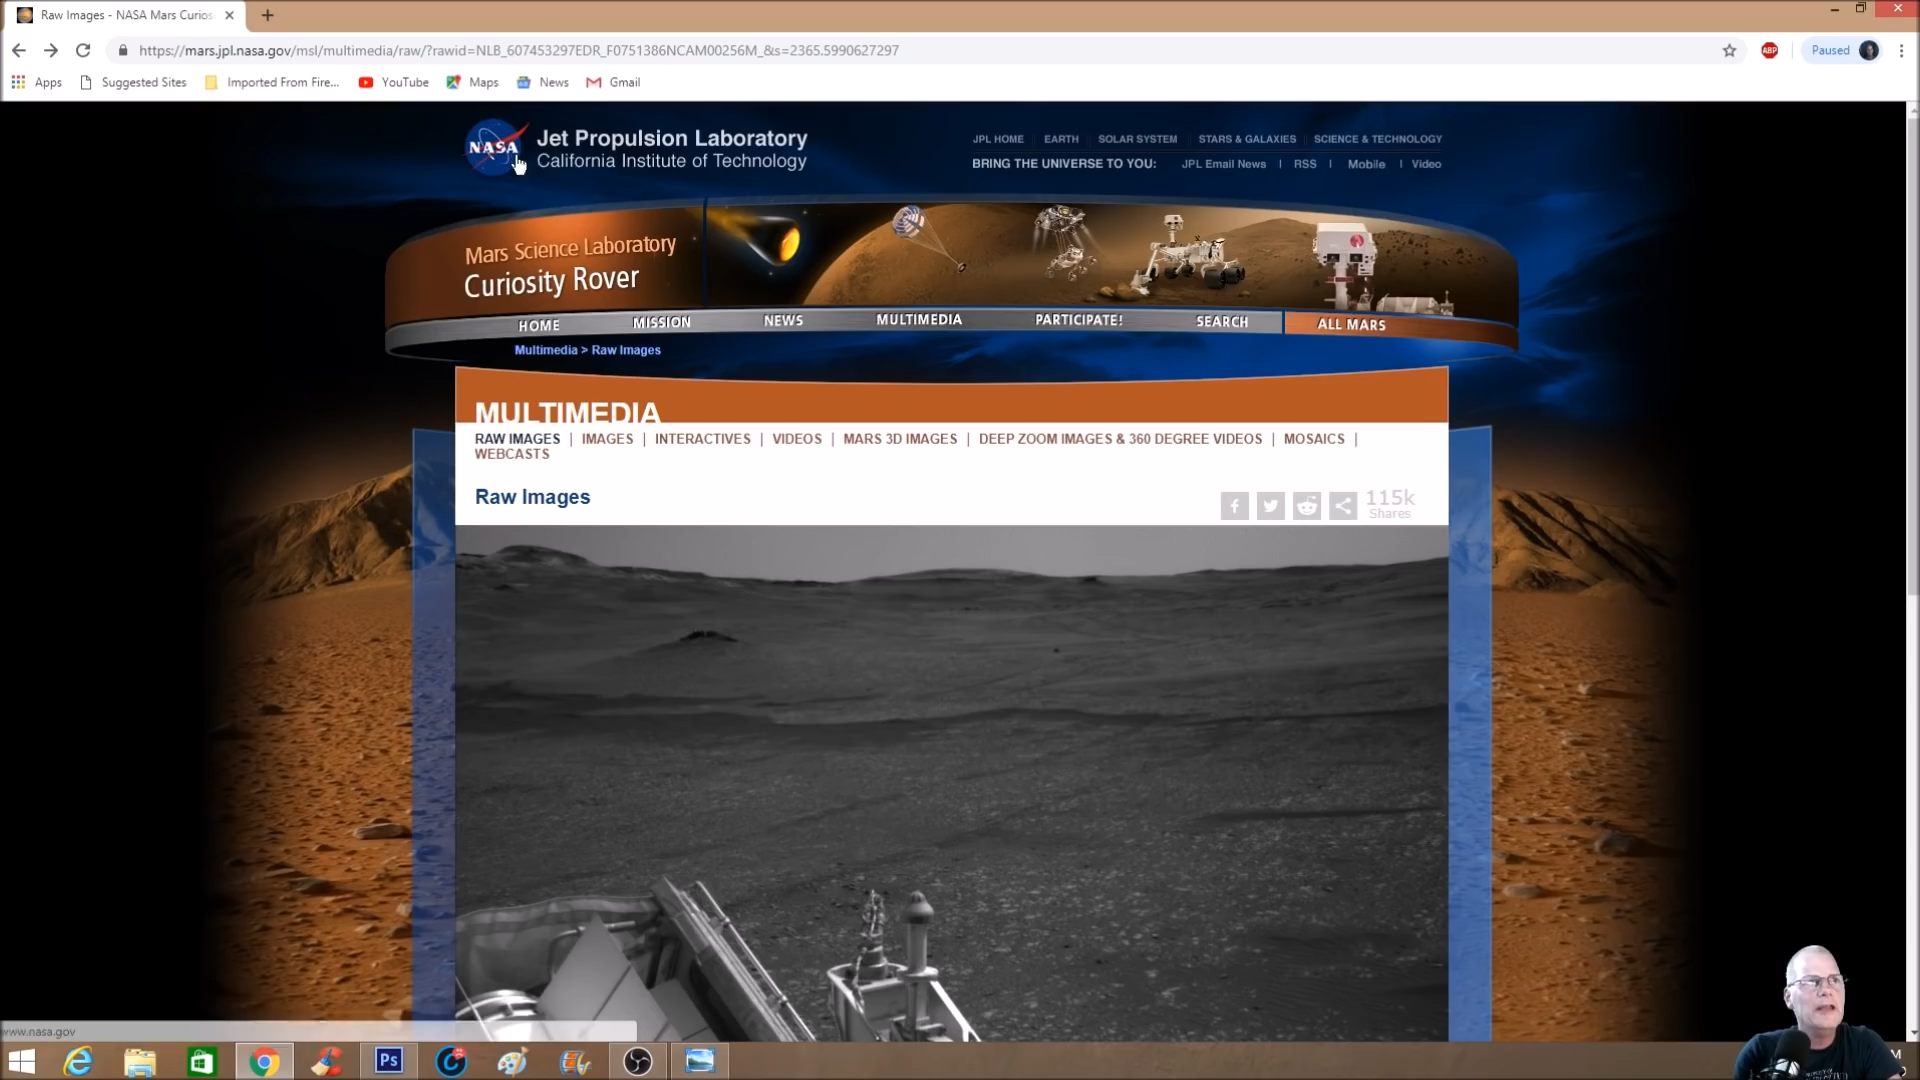 Raw Images - NASA Mars Curios
https://mars.jpl.nasa.gov/msl/multimedia/raw/?rawid=NLB_607453297EDR_F0751386NCAM00256M_&s=2365.5990627297
ABP
Paused
Apps
Suggested Sites
Imported From Fire...
YouTube
Maps
News
Gmail
NASA
Jet Propulsion Laboratory
California Institute of Technology
JPL HOME EARTH SOLAR SYSTEM STARS & GALAXIES SCIENCE & TECHNOLOGY
BRING THE UNIVERSE TO YOU: JPL Email News | RSS | Mobile | Video
Mars Science Laboratory
Curiosity Rover
HOME MISSION NEWS MULTIMEDIA PARTICIPATE! SEARCH ALL MARS
Multimedia > Raw Images
MULTIMEDIA
RAW IMAGES | IMAGES | INTERACTIVES | VIDEOS | MARS 3D IMAGES | DEEP ZOOM IMAGES & 360 DEGREE VIDEOS | MOSAICS |
WEBCASTS
Raw Images
115k
Shares
www.nasa.gov
Ps